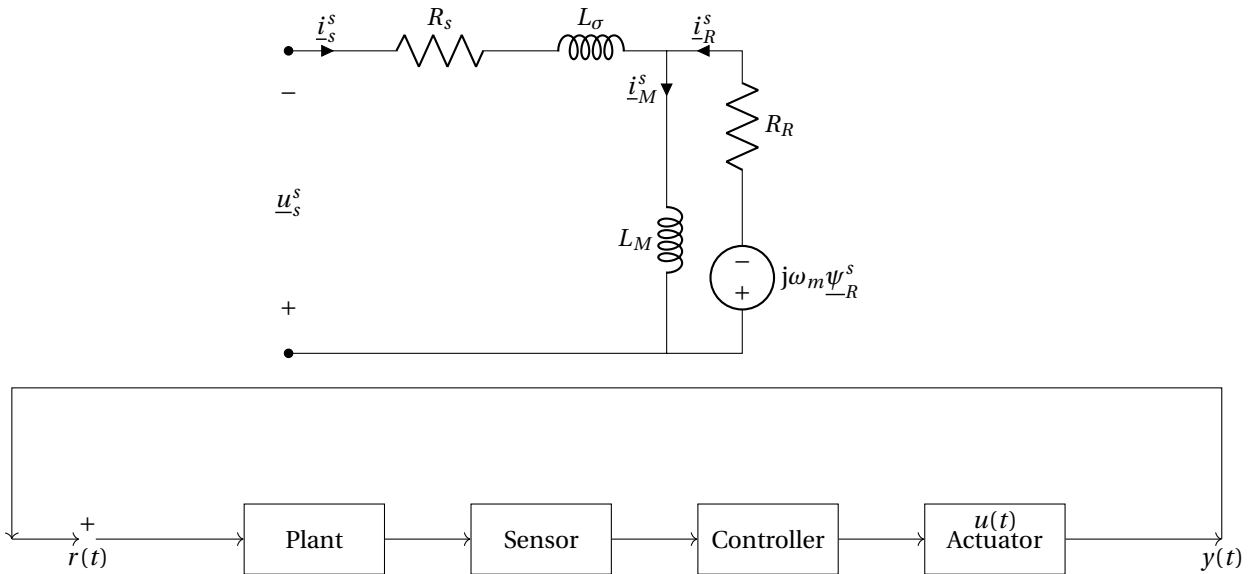 i_s^s R_s L_σ i_R^s
−
i_M^s
R_R
u_s^s
L_M
−
+
jω_m ψ_R^s
+
+
r(t)
Plant
Sensor
Controller
u(t)
Actuator
y(t)